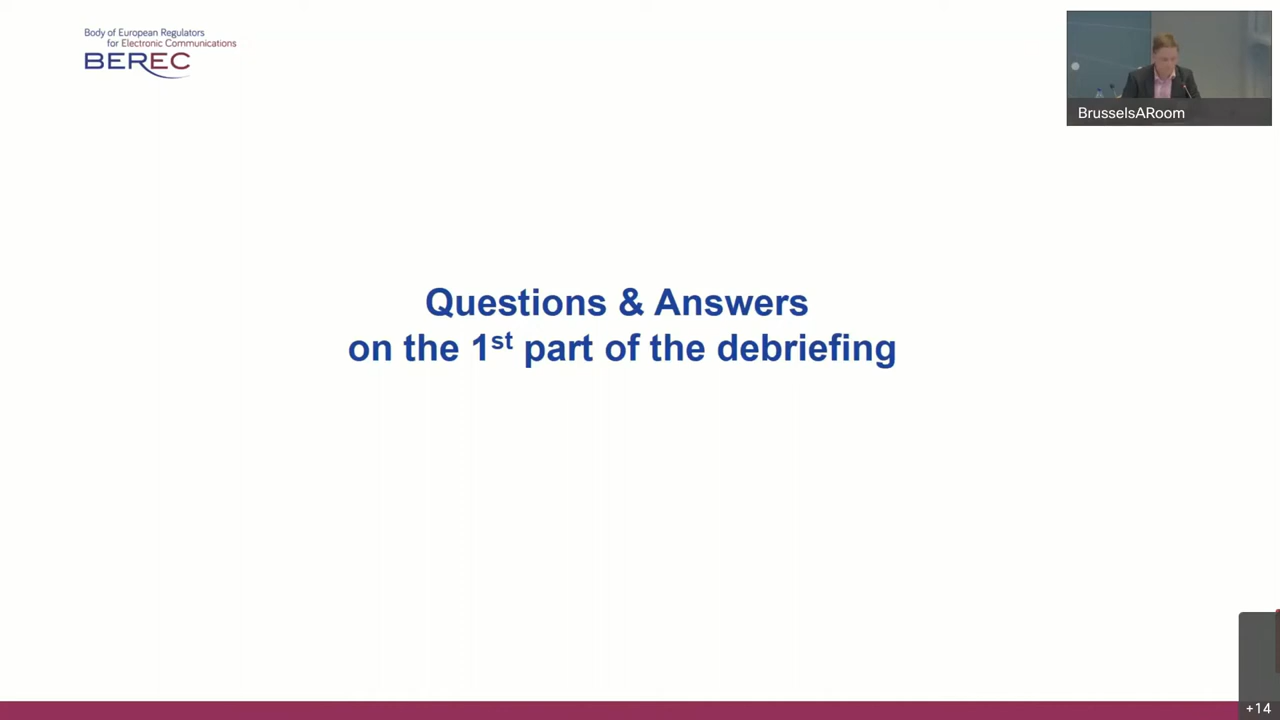 Body of European Regulators
for Electronic Communications
BEREC
BrusselsARoom
Questions & Answers
on the 1st part of the debriefing
+14